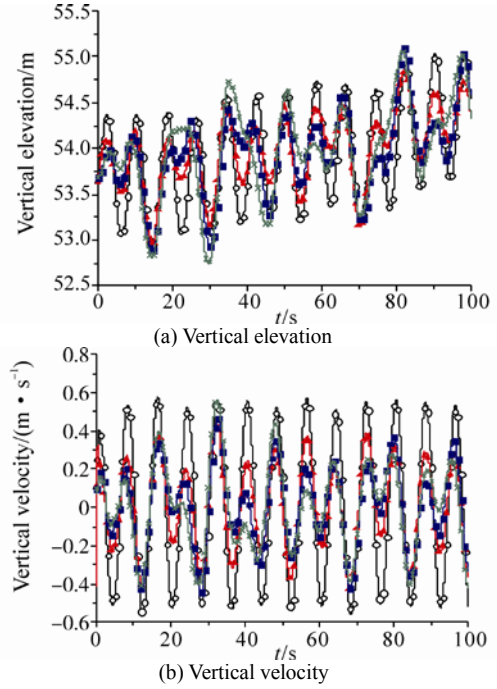 55.5
55.0
54.5
54.0
53.5
53.0
52.5
Vertical elevation/m
0 20 40 60 80 100
t/s
(a) Vertical elevation
0.8
0.6
0.4
0.2
0
−0.2
−0.4
−0.6
Vertical velocity/(m • s⁻¹)
0 20 40 60 80 100
t/s
(b) Vertical velocity